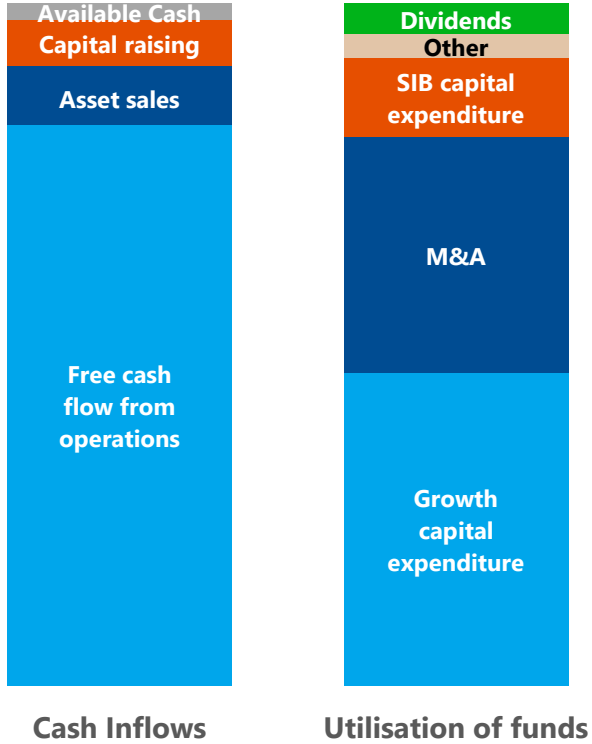 Available Cash
Capital raising
Asset sales
Free cash
flow from
operations
Cash Inflows
Dividends
Other
SIB capital
expenditure
M&A
Growth
capital
expenditure
Utilisation of funds